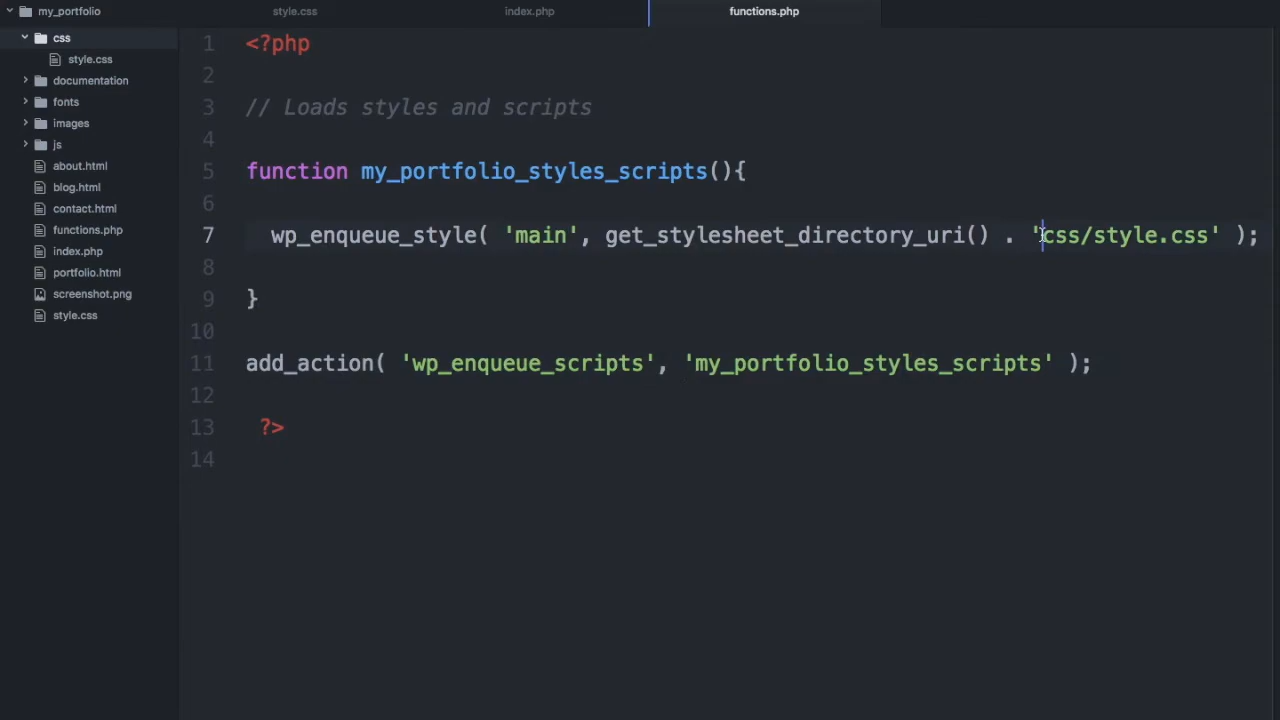 my_portfolio
style.css
index.php
functions.php
css
style.css
documentation
fonts
images
js
about.html
blog.html
contact.html
functions.php
index.php
portfolio.html
screenshot.png
style.css
1 <?php
2
3 // Loads styles and scripts
4
5 function my_portfolio_styles_scripts(){
6
7 wp_enqueue_style( 'main', get_stylesheet_directory_uri() . 'css/style.css' );
8
9 }
10
11 add_action( 'wp_enqueue_scripts', 'my_portfolio_styles_scripts' );
12
13 ?>
14